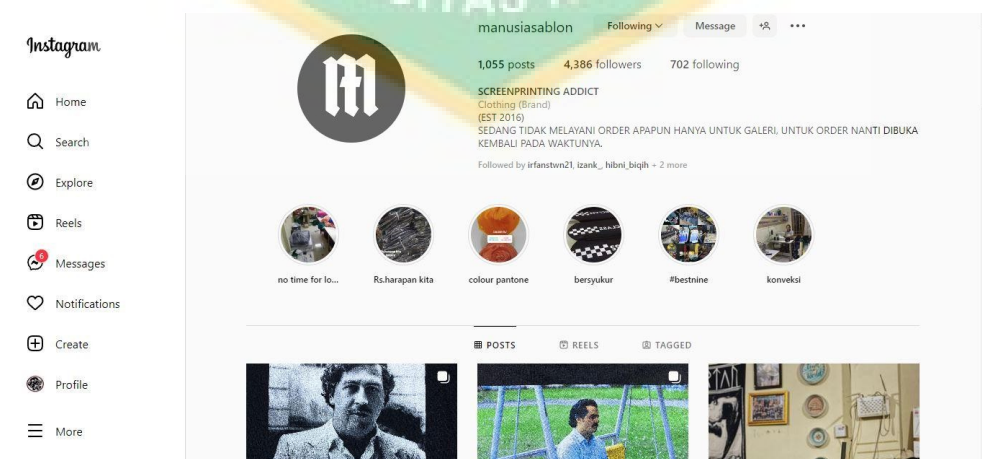 ITAS
Instagram
Home
Search
Explore
Reels
6
Messages
Notifications
Create
Profile
More
manusiasablon
Following
Message
1,055 posts
4,386 followers
702 following
SCREENPRINTING ADDICT
Clothing (Brand)
(EST 2016)
SEDANG TIDAK MELAYANI ORDER APAPUN HANYA UNTUK GALERI, UNTUK ORDER NANTI DIBUKA
KEMBALI PADA WAKTUNYA.
Followed by irfanstwn21, izank_, hibni_biqih + 2 more
no time for lo...
Rs.harapan kita
colour pantone
bersyukur
#bestnine
konveksi
POSTS
REELS
TAGGED